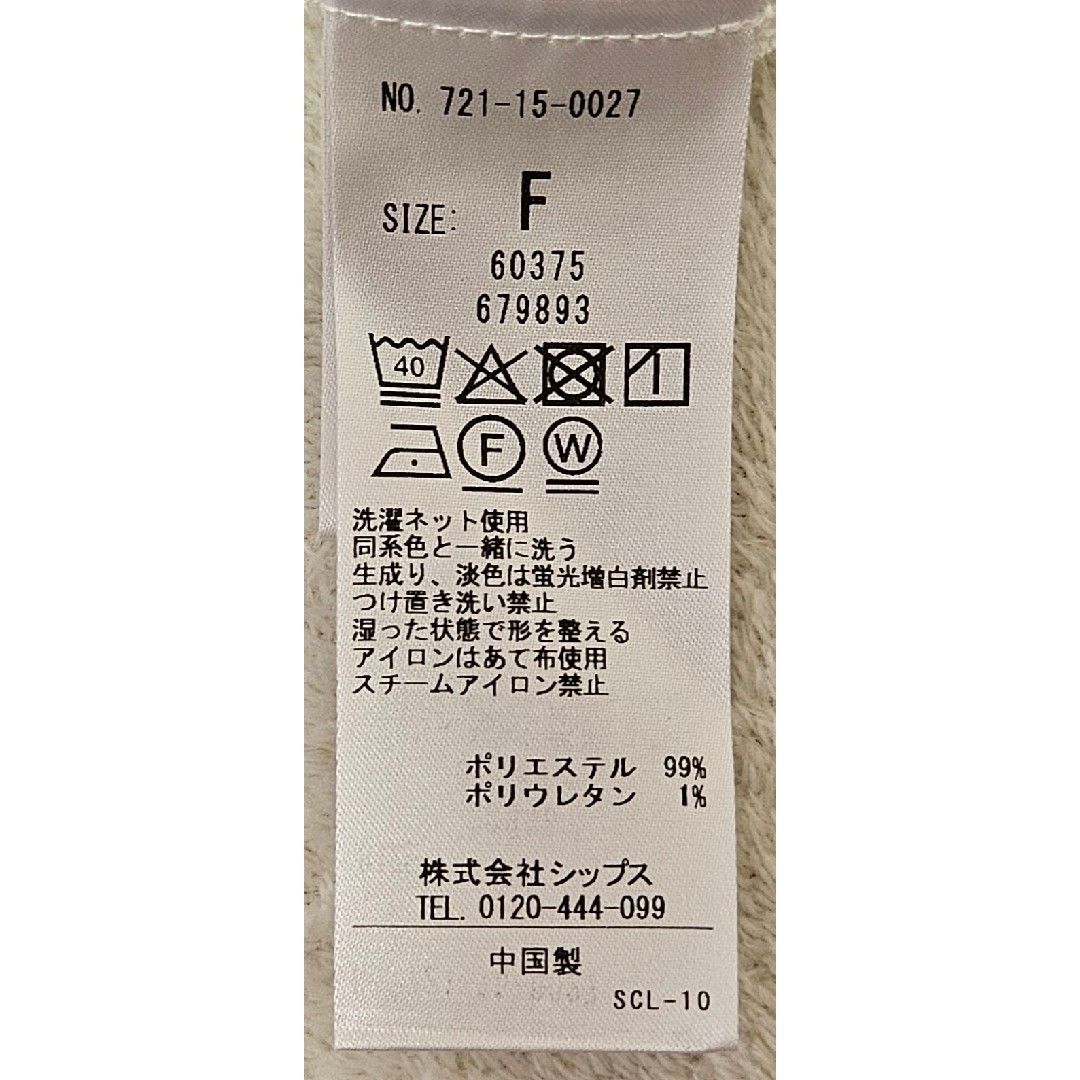 NO. 721-15-0027
SIZE: F
60375
679893
40
F W
洗濯ネット使用
同系色と一緒に洗う
生成り、淡色は蛍光増白剤禁止
つけ置き洗い禁止
湿った状態で形を整える
アイロンはあて布使用
スチームアイロン禁止
ポリエステル 99%
ポリウレタン 1%
株式会社シップス
TEL. 0120-444-099
中国製
SCL-10